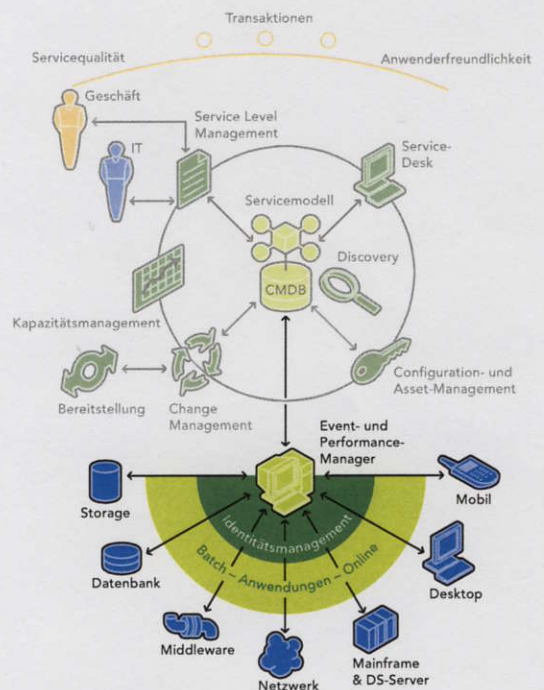 Transaktionen
Servicequalität
Anwenderfreundlichkeit
Geschäft
IT
Service Level
Management
Service-
Desk
Servicemodell
Discovery
CMDB
Kapazitätsmanagement
Bereitstellung
Change
Management
Configuration- und
Asset-Management
Event- und
Performance-
Manager
Storage
Mobil
Identitätsmanagement
Batch – Anwendungen – Online
Datenbank
Desktop
Middleware
Netzwerk
Mainframe
& DS-Server